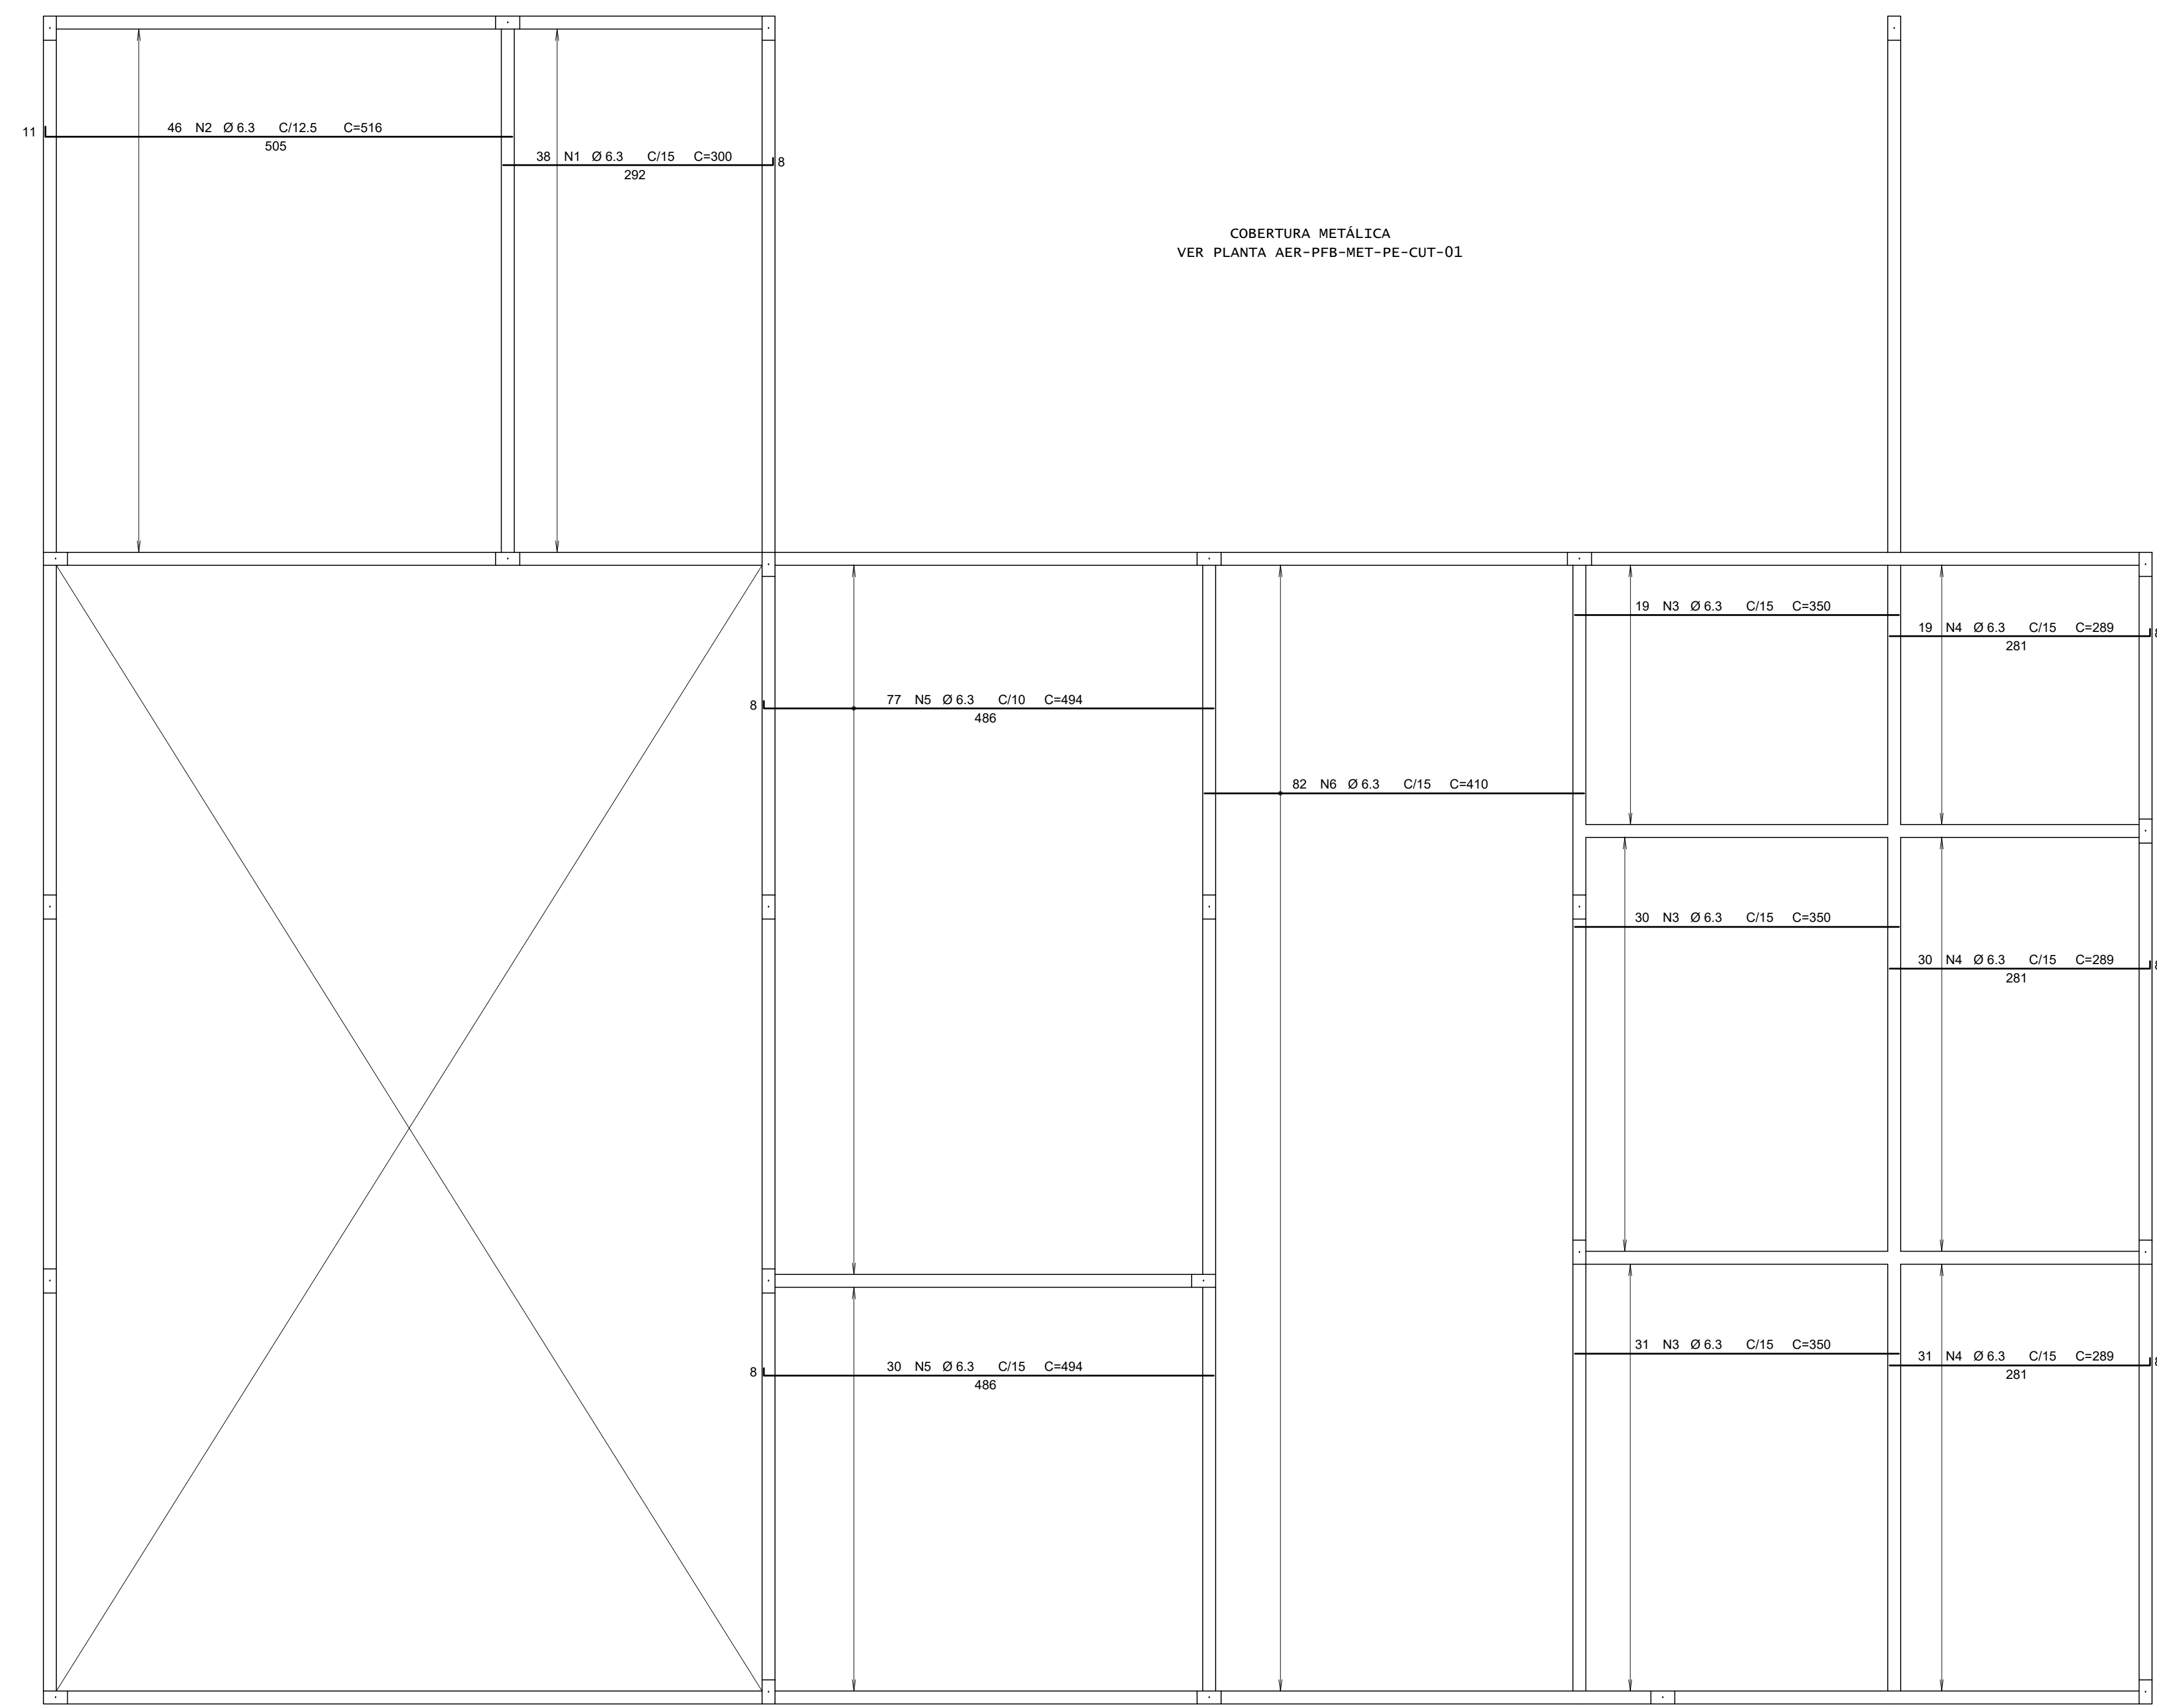 11
46 N2 Ø 6.3 C/12.5 C=516
505
38 N1 Ø 6.3 C/15 C=300
8
292
COBERTURA METÁLICA
VER PLANTA AER-PFB-MET-PE-CUT-01
19 N3 Ø 6.3 C/15 C=350
19 N4 Ø 6.3 C/15 C=289
8
281
8
77 N5 Ø 6.3 C/10 C=494
486
82 N6 Ø 6.3 C/15 C=410
30 N3 Ø 6.3 C/15 C=350
30 N4 Ø 6.3 C/15 C=289
8
281
31 N3 Ø 6.3 C/15 C=350
31 N4 Ø 6.3 C/15 C=289
8
281
8
30 N5 Ø 6.3 C/15 C=494
486